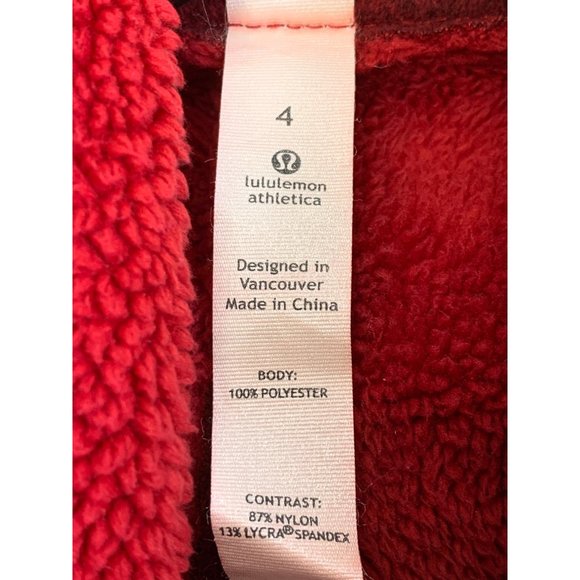 4
lululemon
athletica
Designed in
Vancouver
Made in China
BODY:
100% POLYESTER
CONTRAST:
87% NYLON
13% LYCRA® SPANDEX